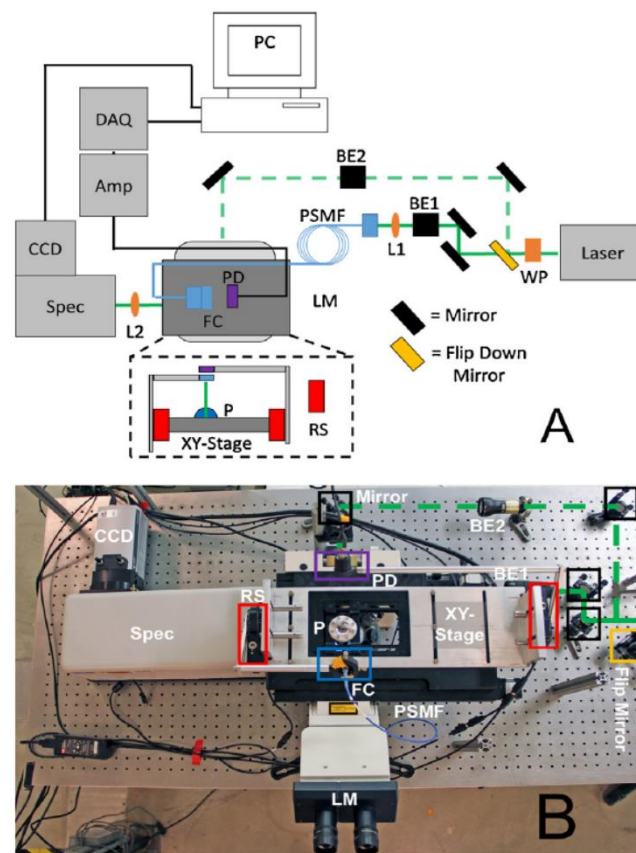 PC
DAQ
Amp
CCD
Spec
L2
BE2
PSMF
BE1
L1
WP
Laser
PD
FC
LM
= Mirror
= Flip Down
Mirror
P
XY-Stage
RS
A
Mirror
CCD
BE2
PD
BE1
RS
Spec
P
XY-
Stage
FC
PSMF
Flip Mirror
LM
B